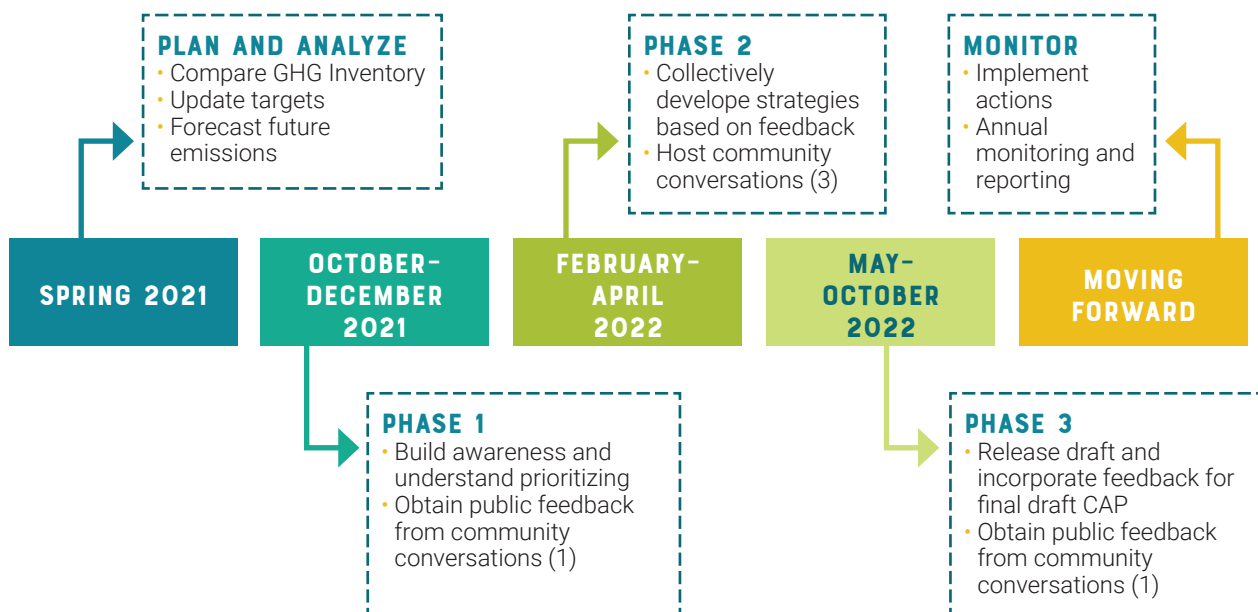 PLAN AND ANALYZE
• Compare GHG Inventory
• Update targets
• Forecast future
emissions
PHASE 2
• Collectively
develope strategies
based on feedback
• Host community
conversations (3)
MONITOR
• Implement
actions
• Annual
monitoring and
reporting
SPRING 2021
OCTOBER–
DECEMBER
2021
FEBRUARY–
APRIL
2022
MAY–
OCTOBER
2022
MOVING
FORWARD
PHASE 1
• Build awareness and
understand prioritizing
• Obtain public feedback
from community
conversations (1)
PHASE 3
• Release draft and
incorporate feedback for
final draft CAP
• Obtain public feedback
from community
conversations (1)